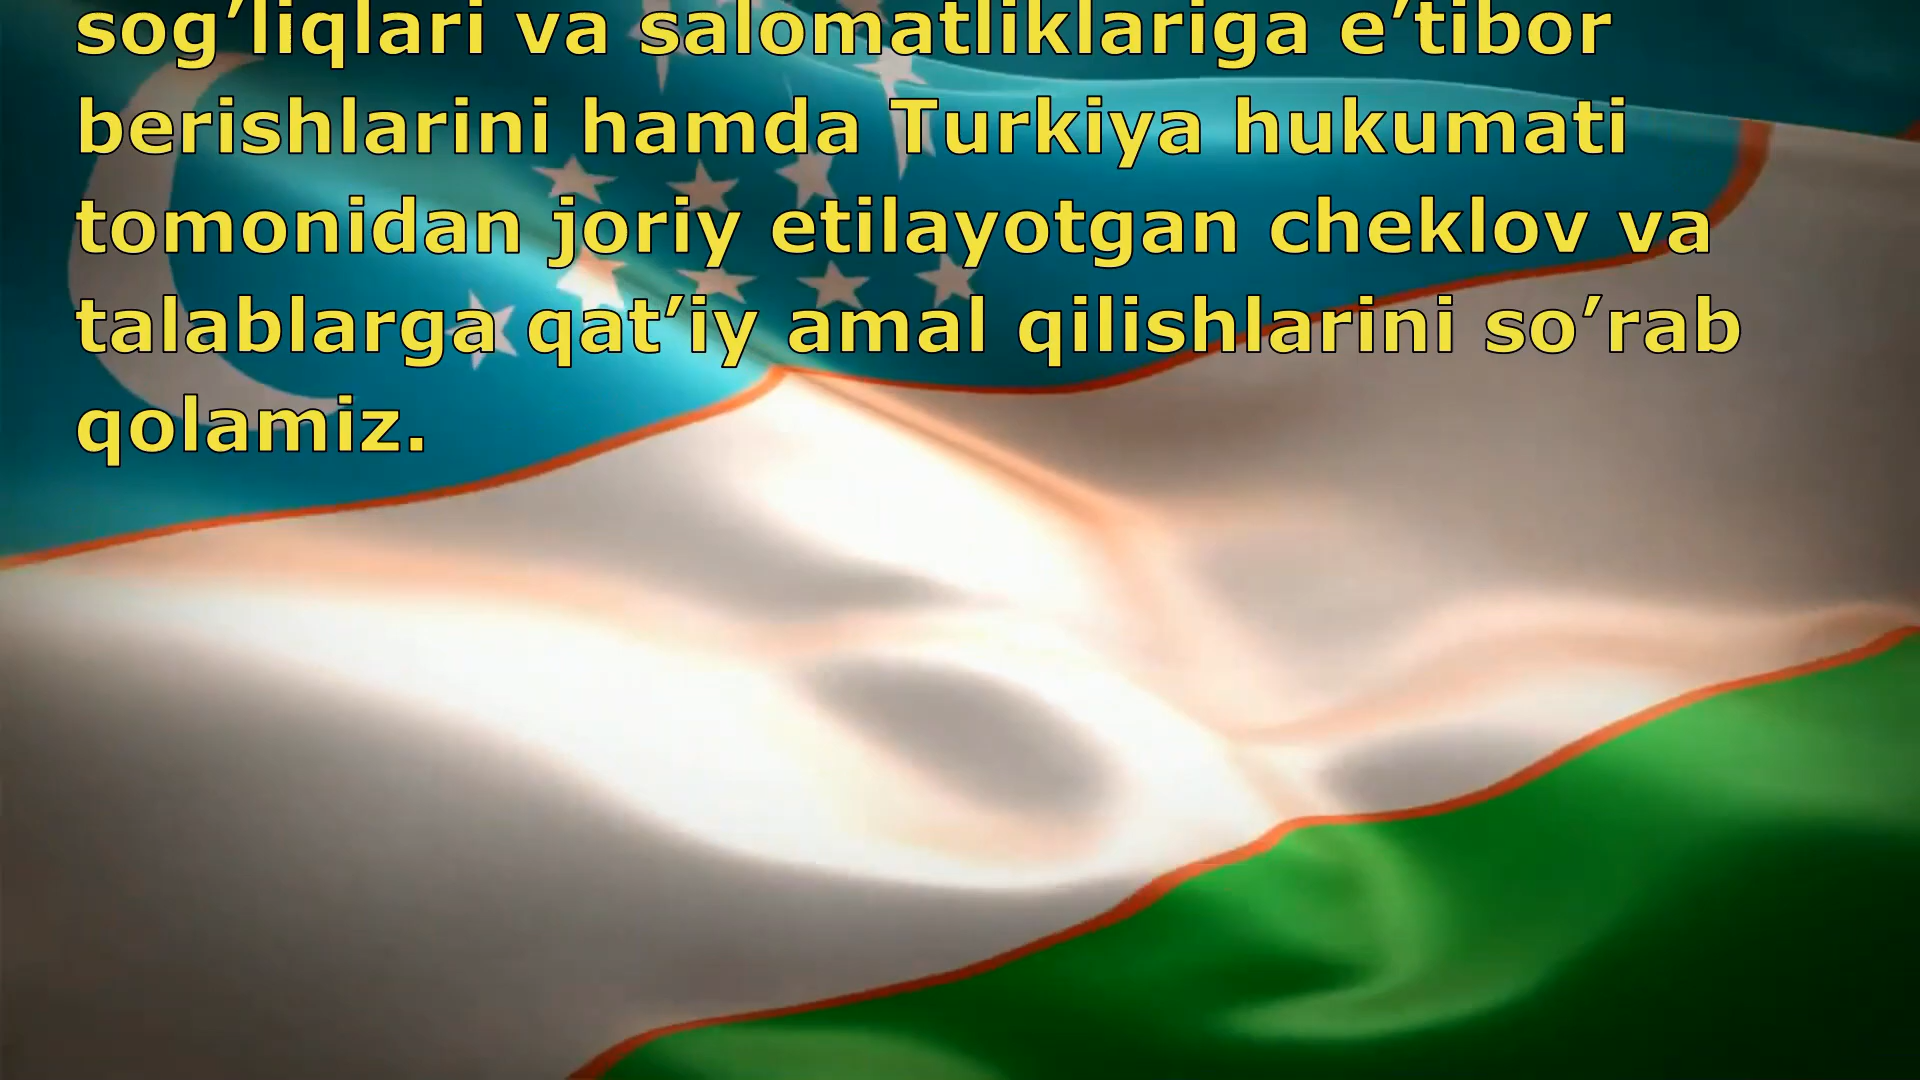 sog’liqlari va salomatliklariga e’tibor
berishlarini hamda Turkiya hukumati
tomonidan joriy etilayotgan cheklov va
talablarga qat’iy amal qilishlarini so’rab
qolamiz.